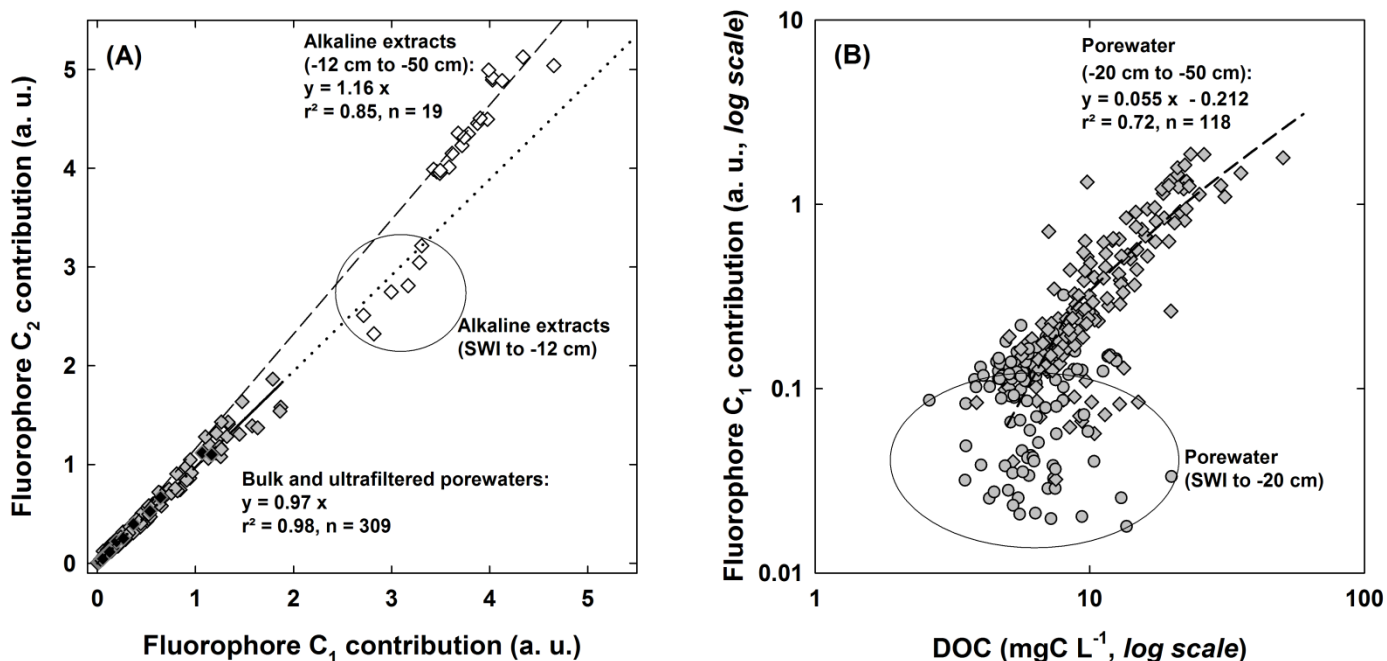 (A)
Alkaline extracts
(-12 cm to -50 cm):
y = 1.16 x
r² = 0.85, n = 19
Alkaline extracts
(SWI to -12 cm)
Bulk and ultrafiltered porewaters:
y = 0.97 x
r² = 0.98, n = 309
Fluorophore C₂ contribution (a. u.)
5
4
3
2
1
0
0 1 2 3 4 5
Fluorophore C₁ contribution (a. u.)
(B)
Porewater
(-20 cm to -50 cm):
y = 0.055 x - 0.212
r² = 0.72, n = 118
Porewater
(SWI to -20 cm)
Fluorophore C₁ contribution (a. u., log scale)
10
1
0.1
0.01
1 10 100
DOC (mgC L⁻¹, log scale)